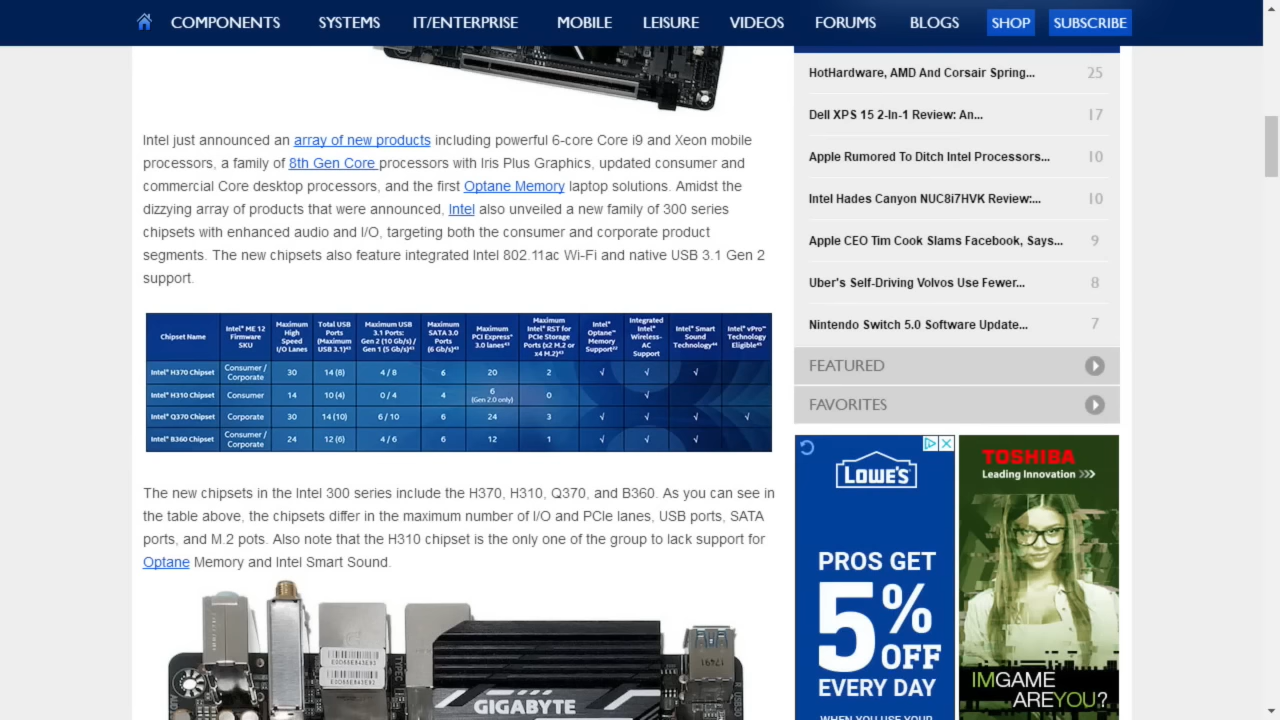 COMPONENTS SYSTEMS IT/ENTERPRISE MOBILE LEISURE VIDEOS FORUMS BLOGS SHOP SUBSCRIBE
Intel just announced an array of new products including powerful 6-core Core i9 and Xeon mobile
processors, a family of 8th Gen Core processors with Iris Plus Graphics, updated consumer and
commercial Core desktop processors, and the first Optane Memory laptop solutions. Amidst the
dizzying array of products that were announced, Intel also unveiled a new family of 300 series
chipsets with enhanced audio and I/O, targeting both the consumer and corporate product
segments. The new chipsets also feature integrated Intel 802.11ac Wi-Fi and native USB 3.1 Gen 2
support.
Chipset Name
Intel® ME 12
Firmware
SKU
Maximum
High
Speed
I/O Lanes
Total USB
Ports
(Maximum
USB 3.1)⁴³
Maximum USB
3.1 Ports:
Gen 2 (10 Gb/s) /
Gen 1 (5 Gb/s)⁴³
Maximum
SATA 3.0
Ports
(6 Gb/s)⁴³
Maximum
PCI Express*
3.0 lanes⁴³
Maximum
Intel® RST for
PCIe Storage
Ports (x2 M.2 or
x4 M.2)⁴³
Intel®
Optane™
Memory
Integrated
Intel®
Wireless-
AC
Support
Intel® Smart
Sound
Technology⁴⁴
Intel® vPro™
Technology
Intel® H370 Chipset Consumer / Corporate 30 14 (8) 4 / 8 6 20 2 √ √ √
Intel® H310 Chipset Consumer 14 10 (4) 0 / 4 4 6 (Gen 2.0 only) 0 √
Intel® Q370 Chipset Corporate 30 14 (10) 6 / 10 6 24 3 √ √ √ √
Intel® B360 Chipset Consumer / Corporate 24 12 (6) 4 / 6 6 12 1 √ √ √
The new chipsets in the Intel 300 series include the H370, H310, Q370, and B360. As you can see in
the table above, the chipsets differ in the maximum number of I/O and PCIe lanes, USB ports, SATA
ports, and M.2 pots. Also note that the H310 chipset is the only one of the group to lack support for
Optane Memory and Intel Smart Sound.
GIGABYTE
17491
HotHardware, AMD And Corsair Spring... 25
Dell XPS 15 2-In-1 Review: An... 17
Apple Rumored To Ditch Intel Processors... 10
Intel Hades Canyon NUC8i7HVK Review:... 10
Apple CEO Tim Cook Slams Facebook, Says... 9
Uber's Self-Driving Volvos Use Fewer... 8
Nintendo Switch 5.0 Software Update... 7
FEATURED
FAVORITES
LOWE'S
PROS GET
5%
OFF
EVERY DAY
WHEN YOU USE YOUR
TOSHIBA
Leading Innovation >>>
IMGAME
AREYOU?